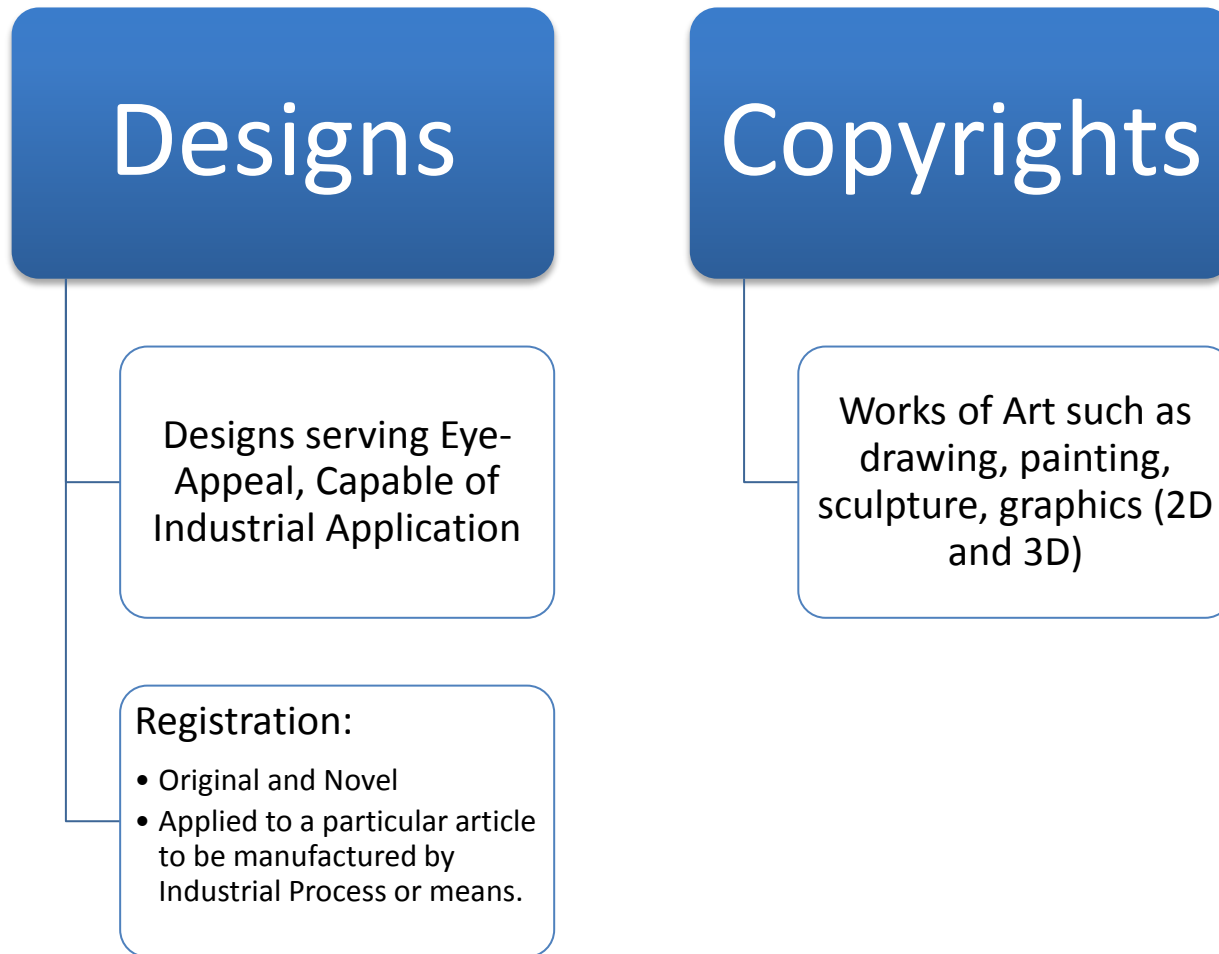 Designs
Designs serving Eye-
Appeal, Capable of
Industrial Application
Registration:
• Original and Novel
• Applied to a particular article
to be manufactured by
Industrial Process or means.
Copyrights
Works of Art such as
drawing, painting,
sculpture, graphics (2D
and 3D)